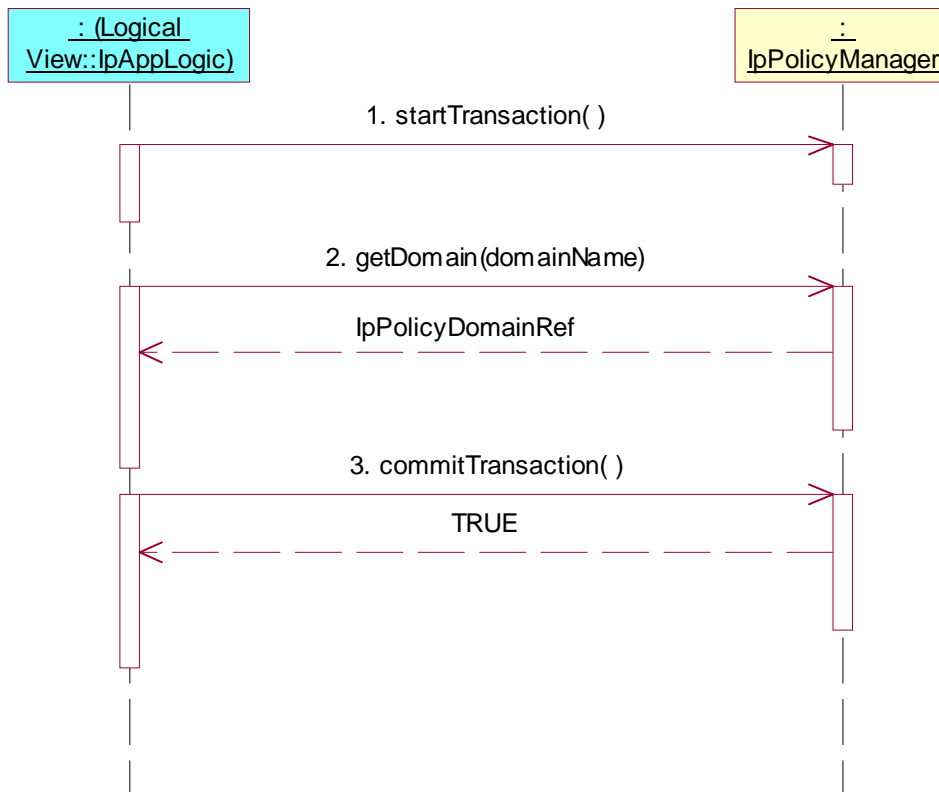 : (Logical
View::IpAppLogic)
:
IpPolicyManager
1. startTransaction( )
2. getDomain(domainName)
IpPolicyDomainRef
3. commitTransaction( )
TRUE